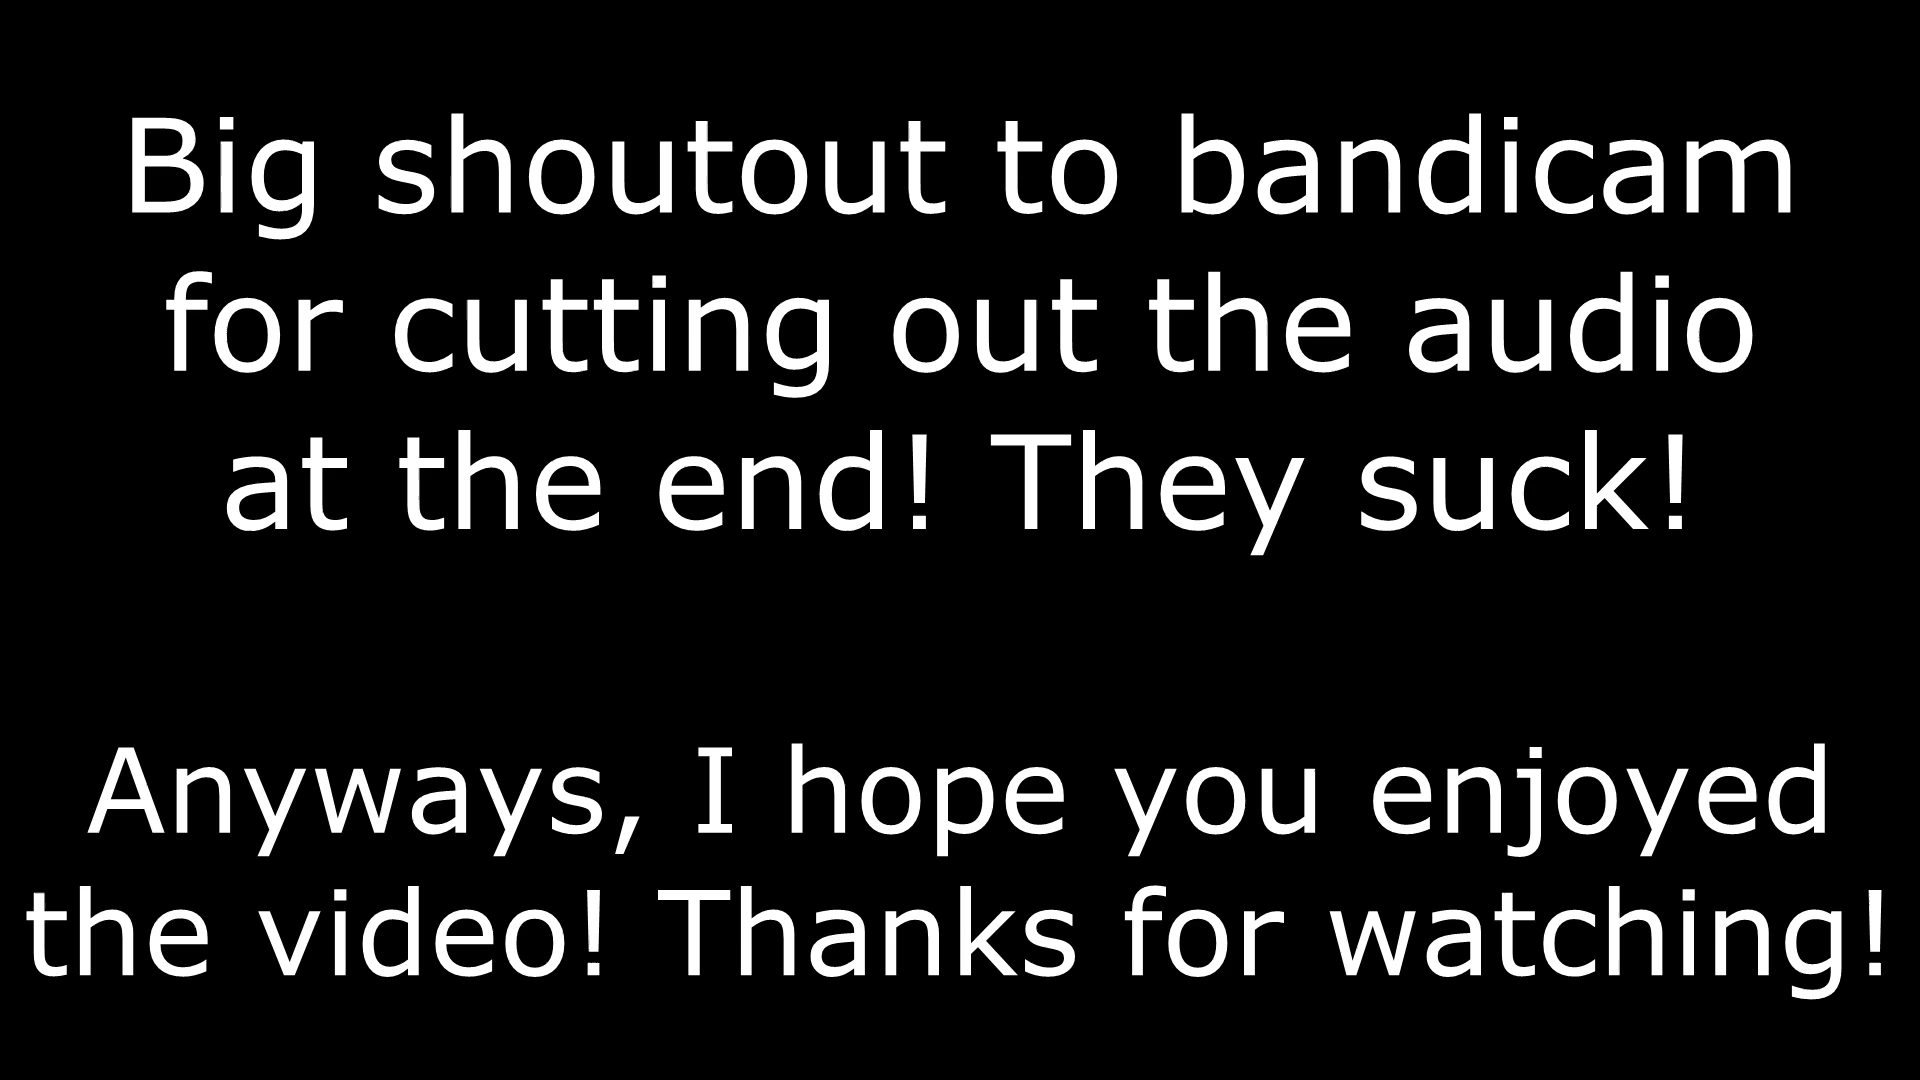 Big shoutout to bandicam
for cutting out the audio
at the end! They suck!
Anyways, I hope you enjoyed
the video! Thanks for watching!